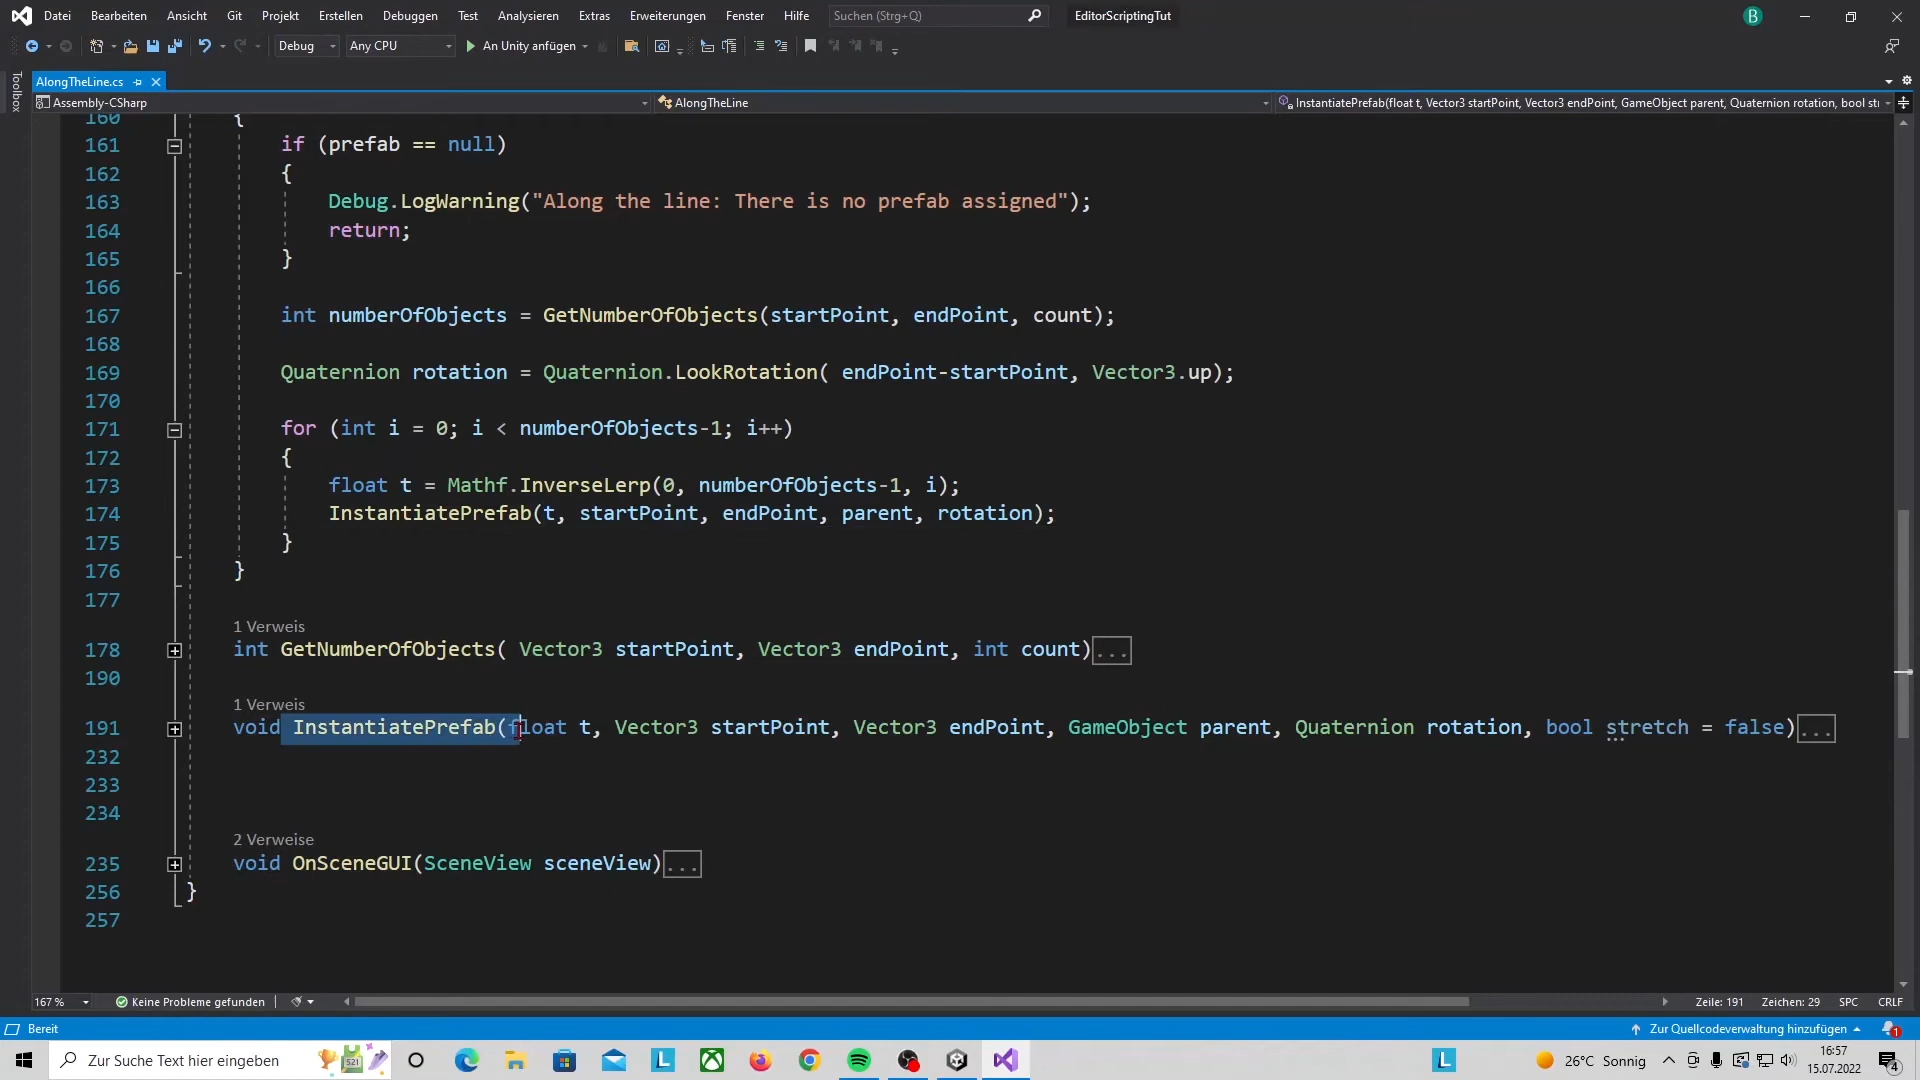 Datei Bearbeiten Ansicht Git Projekt Erstellen Debuggen Test Analysieren Extras Erweiterungen Fenster Hilfe Suchen (Strg+Q) EditorScriptingTut B
Debug Any CPU An Unity anfügen
Toolbox
AlongTheLine.cs
Assembly-CSharp AlongTheLine InstantiatePrefab(float t, Vector3 startPoint, Vector3 endPoint, GameObject parent, Quaternion rotation, bool st
160 {
161 if (prefab == null)
162 {
163 Debug.LogWarning("Along the line: There is no prefab assigned");
164 return;
165 }
166
167 int numberOfObjects = GetNumberOfObjects(startPoint, endPoint, count);
168
169 Quaternion rotation = Quaternion.LookRotation( endPoint-startPoint, Vector3.up);
170
171 for (int i = 0; i < numberOfObjects-1; i++)
172 {
173 float t = Mathf.InverseLerp(0, numberOfObjects-1, i);
174 InstantiatePrefab(t, startPoint, endPoint, parent, rotation);
175 }
176 }
177
1 Verweis
178 int GetNumberOfObjects( Vector3 startPoint, Vector3 endPoint, int count)...
190
1 Verweis
191 void InstantiatePrefab(float t, Vector3 startPoint, Vector3 endPoint, GameObject parent, Quaternion rotation, bool stretch = false)...
232
233
234
2 Verweise
235 void OnSceneGUI(SceneView sceneView)...
256 }
257
167 % Keine Probleme gefunden Zeile: 191 Zeichen: 29 SPC CRLF
Bereit Zur Quellcodeverwaltung hinzufügen 1
Zur Suche Text hier eingeben 26°C Sonnig 16:57
15.07.2022 4